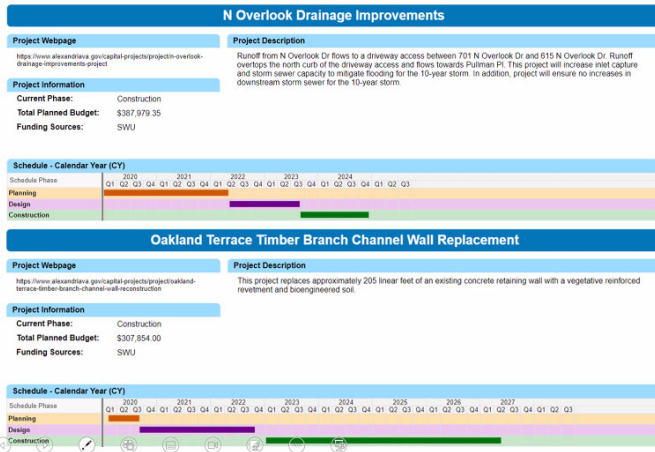 N Overlook Drainage Improvements
Project Webpage
https://www.alexandriava.gov/capital-projects/project/n-overlook-
drainage-improvements-project
Project Description
Runoff from N Overlook Dr flows to a driveway access between 701 N Overlook Dr and 615 N Overlook Dr. Runoff
overtops the north curb of the driveway access and flows towards Pullman Pl. This project will increase inlet capture
and storm sewer capacity to mitigate flooding for the 10-year storm. In addition, project will ensure no increases in
downstream storm sewer for the 10-year storm.
Project Information
Current Phase: Construction
Total Planned Budget: $387,979.35
Funding Sources: SWU
Schedule - Calendar Year (CY)
2020 2021 2022 2023 2024
Schedule Phase Q1 Q2 Q3 Q4 Q1 Q2 Q3 Q4 Q1 Q2 Q3 Q4 Q1 Q2 Q3 Q4 Q1 Q2 Q3
Planning
Design
Construction
Oakland Terrace Timber Branch Channel Wall Replacement
Project Webpage
https://www.alexandriava.gov/capital-projects/project/oakland-
terrace-timber-branch-channel-wall-reconstruction
Project Description
This project replaces approximately 205 linear feet of an existing concrete retaining wall with a vegetative reinforced
revetment and bioengineered soil.
Project Information
Current Phase: Construction
Total Planned Budget: $307,854.00
Funding Sources: SWU
Schedule - Calendar Year (CY)
2020 2021 2022 2023 2024 2025 2026 2027
Schedule Phase Q1 Q2 Q3 Q4 Q1 Q2 Q3 Q4 Q1 Q2 Q3 Q4 Q1 Q2 Q3 Q4 Q1 Q2 Q3 Q4 Q1 Q2 Q3 Q4 Q1 Q2 Q3 Q4 Q1 Q2 Q3
Planning
Design
Construction